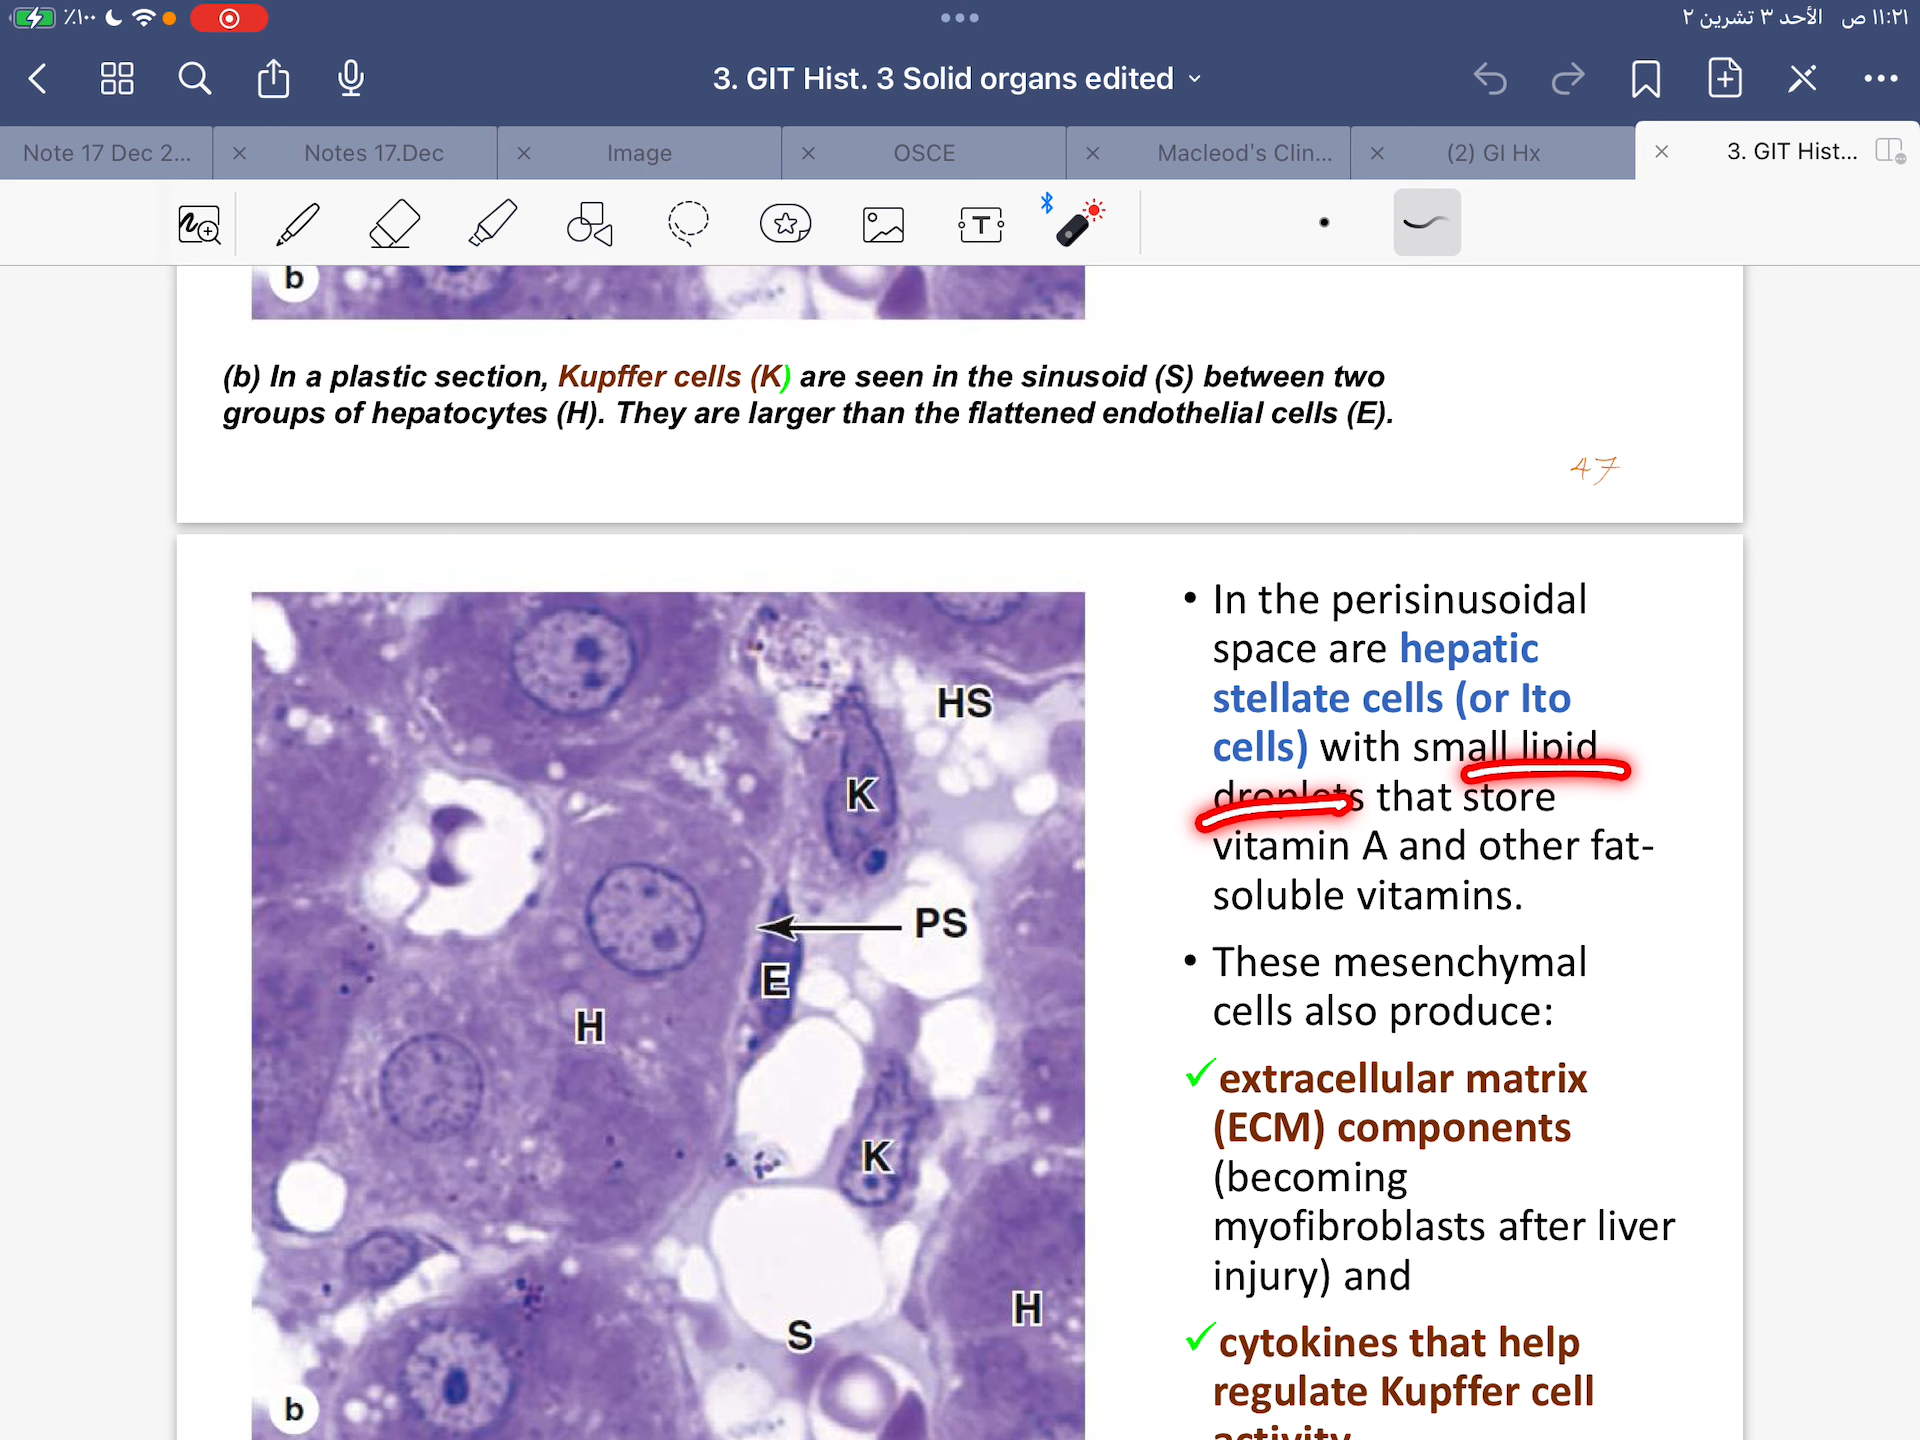 ٪١٠٠
الأحد ٣ تشرين ٢ ١١:٢١ ص
3. GIT Hist. 3 Solid organs edited
Note 17 Dec 2...
Notes 17.Dec
Image
OSCE
Macleod's Clin...
(2) GI Hx
3. GIT Hist...
T
b
(b) In a plastic section, Kupffer cells (K) are seen in the sinusoid (S) between two
groups of hepatocytes (H). They are larger than the flattened endothelial cells (E).
47
HS
K
PS
E
H
K
H
S
b
• In the perisinusoidal
space are hepatic
stellate cells (or Ito
cells) with small lipid
droplets that store
vitamin A and other fat-
soluble vitamins.
• These mesenchymal
cells also produce:
✓extracellular matrix
(ECM) components
(becoming
myofibroblasts after liver
injury) and
✓cytokines that help
regulate Kupffer cell
activity